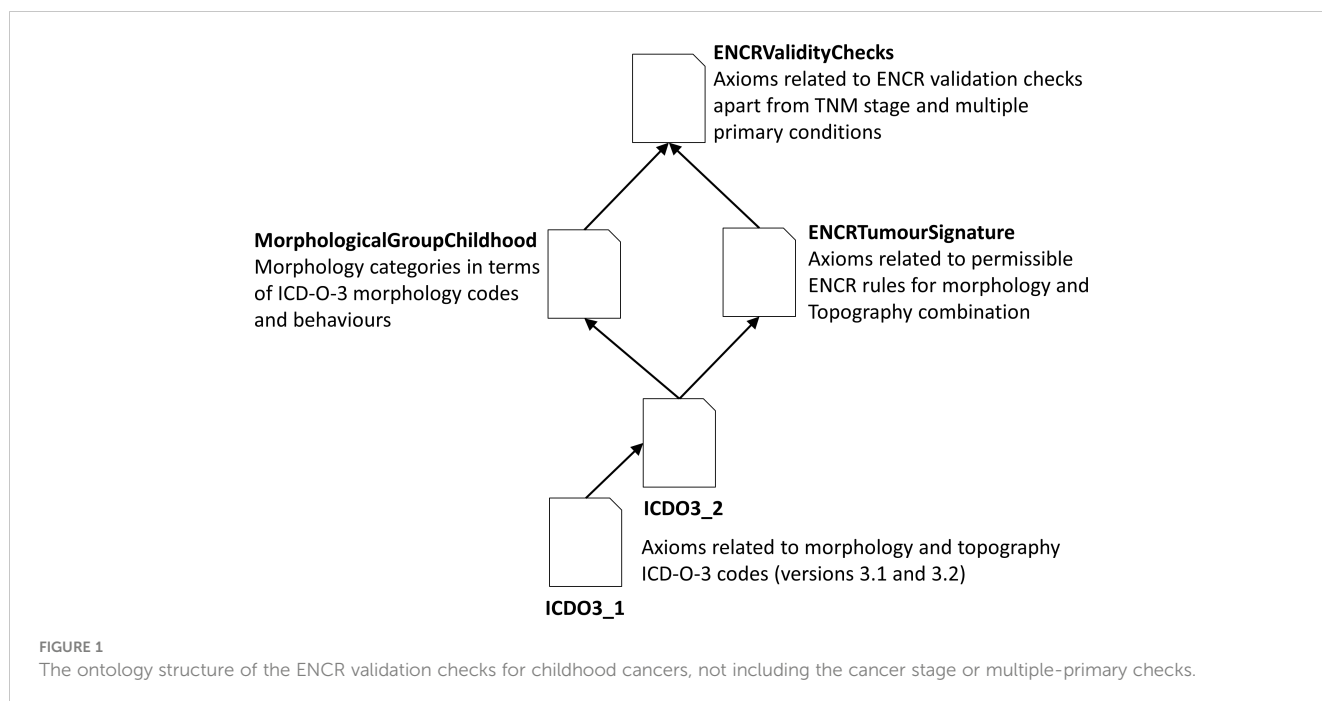 ENCRValidityChecks
Axioms related to ENCR validation checks
apart from TNM stage and multiple
primary conditions
MorphologicalGroupChildhood
Morphology categories in terms
of ICD-O-3 morphology codes
and behaviours
ENCRTumourSignature
Axioms related to permissible
ENCR rules for morphology and
Topography combination
ICDO3_2
Axioms related to morphology and topography
ICD-O-3 codes (versions 3.1 and 3.2)
ICDO3_1
FIGURE 1
The ontology structure of the ENCR validation checks for childhood cancers, not including the cancer stage or multiple-primary checks.